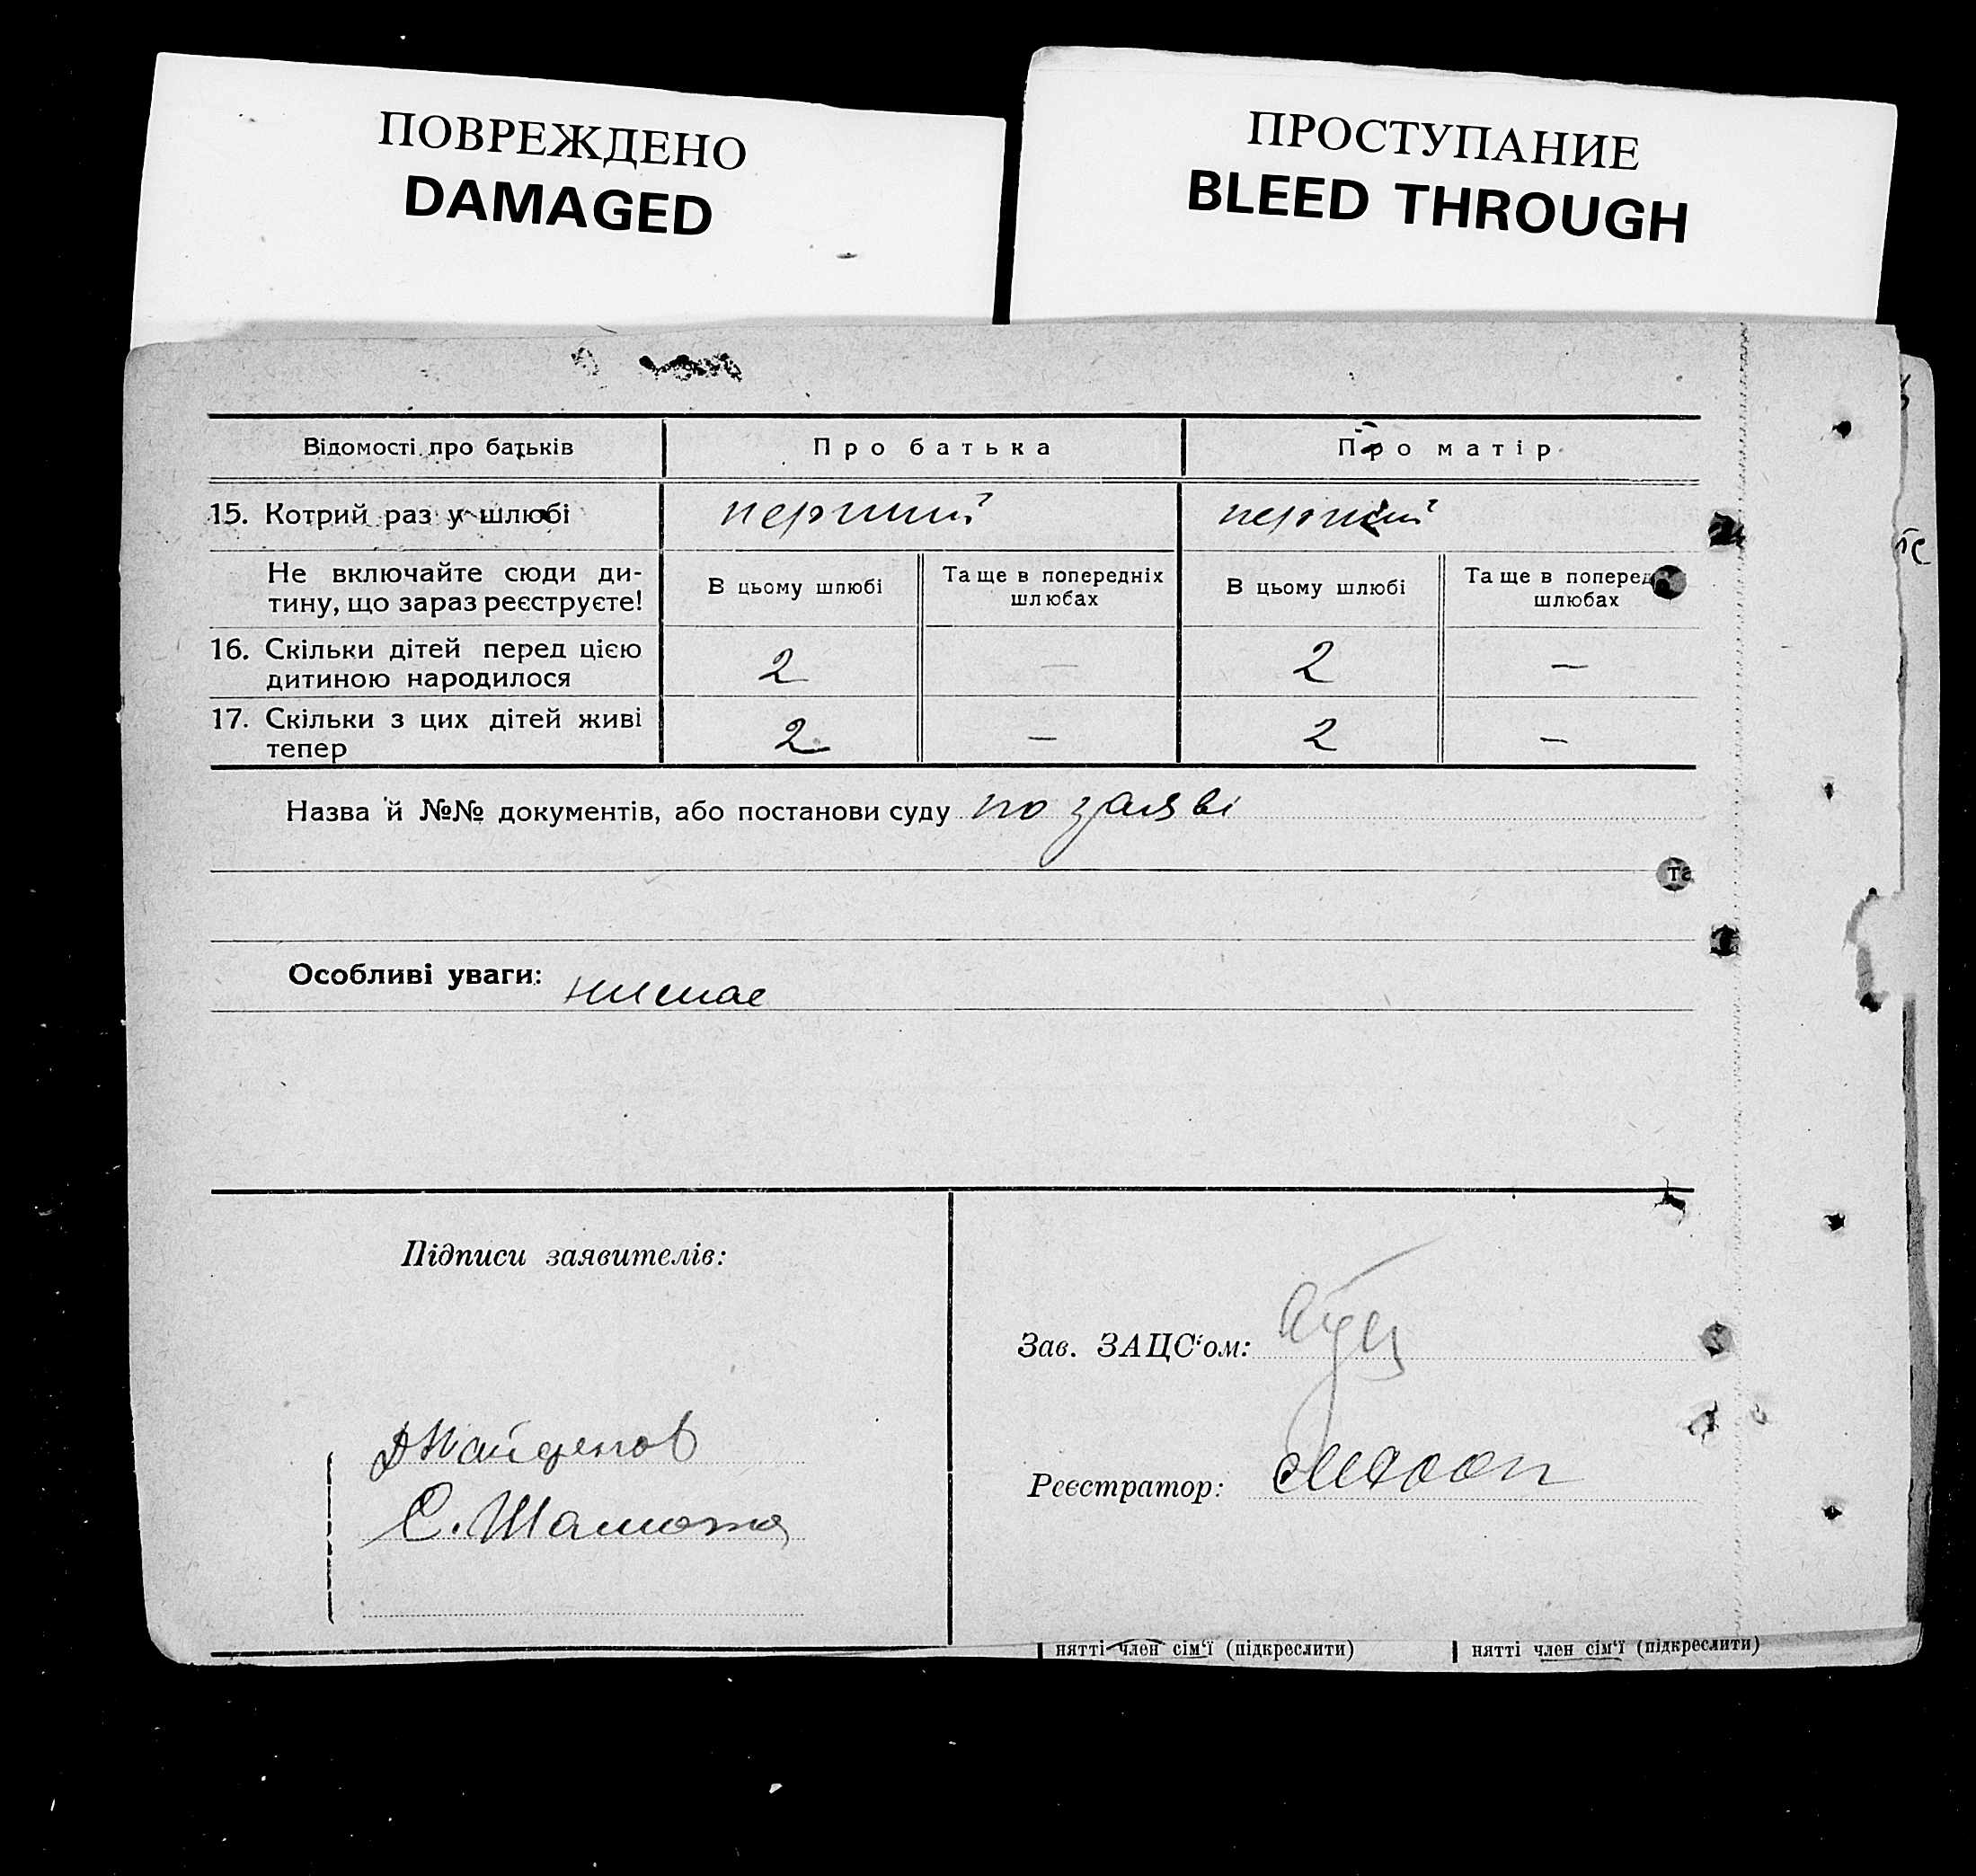 ПОВРЕЖДЕНО
DAMAGED
ПРОСТУПАНИЕ
BLEED THROUGH
Відомості про батьків
Про батька
Про матір
15. Котрий раз у шлюбі
перший
перший
Не включайте сюди ди-
тину, що зараз реєструєте!
В цьому шлюбі
Та ще в попередніх
шлюбах
В цьому шлюбі
Та ще в поперед
шлюбах
16. Скільки дітей перед цією
дитиною народилося
2
—
2
—
17. Скільки з цих дітей живі
тепер
2
—
2
—
Назва й №№ документів, або постанови суду по заяві
та
Особливі уваги: нимае
Підписи заявителів:
Зав. ЗАЦС'ом:
Найденов
Реєстратор:
С.
нятті член сім'ї (підкреслити)
нятті член сім'ї (підкреслити)